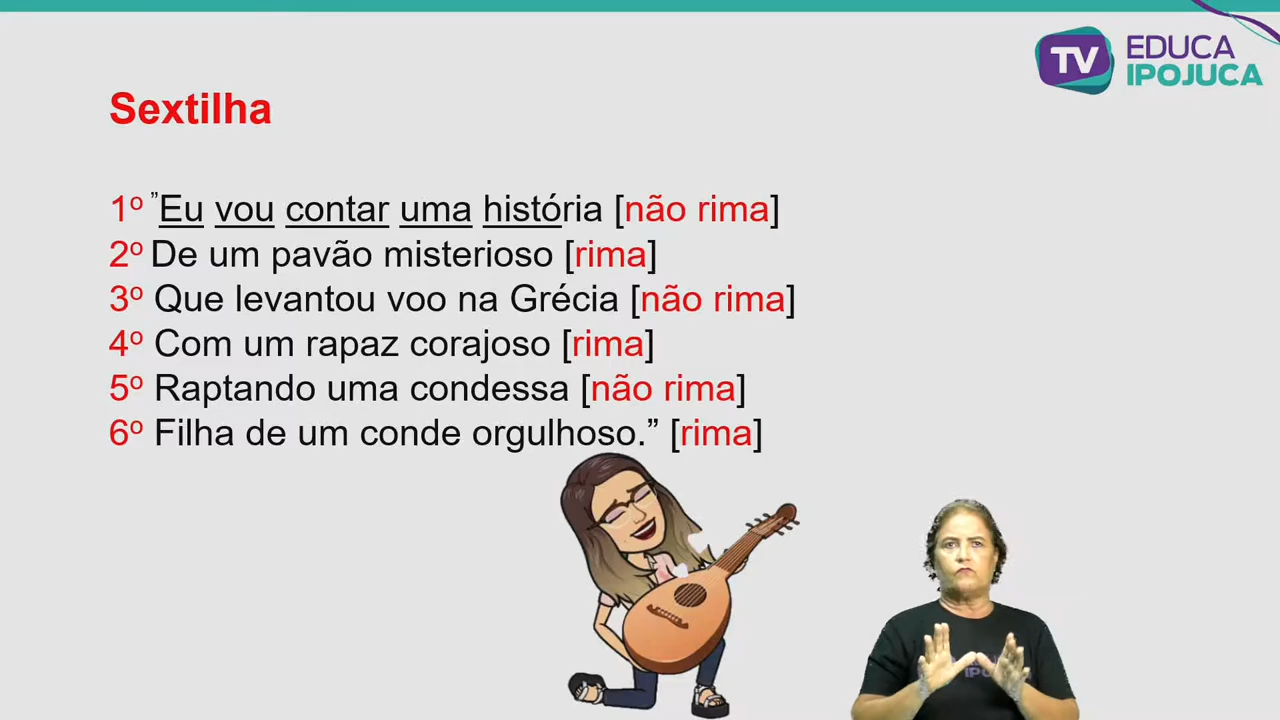 TV EDUCA
IPOJUCA
Sextilha
1º ”Eu vou contar uma história [não rima]
2º De um pavão misterioso [rima]
3º Que levantou voo na Grécia [não rima]
4º Com um rapaz corajoso [rima]
5º Raptando uma condessa [não rima]
6º Filha de um conde orgulhoso.” [rima]